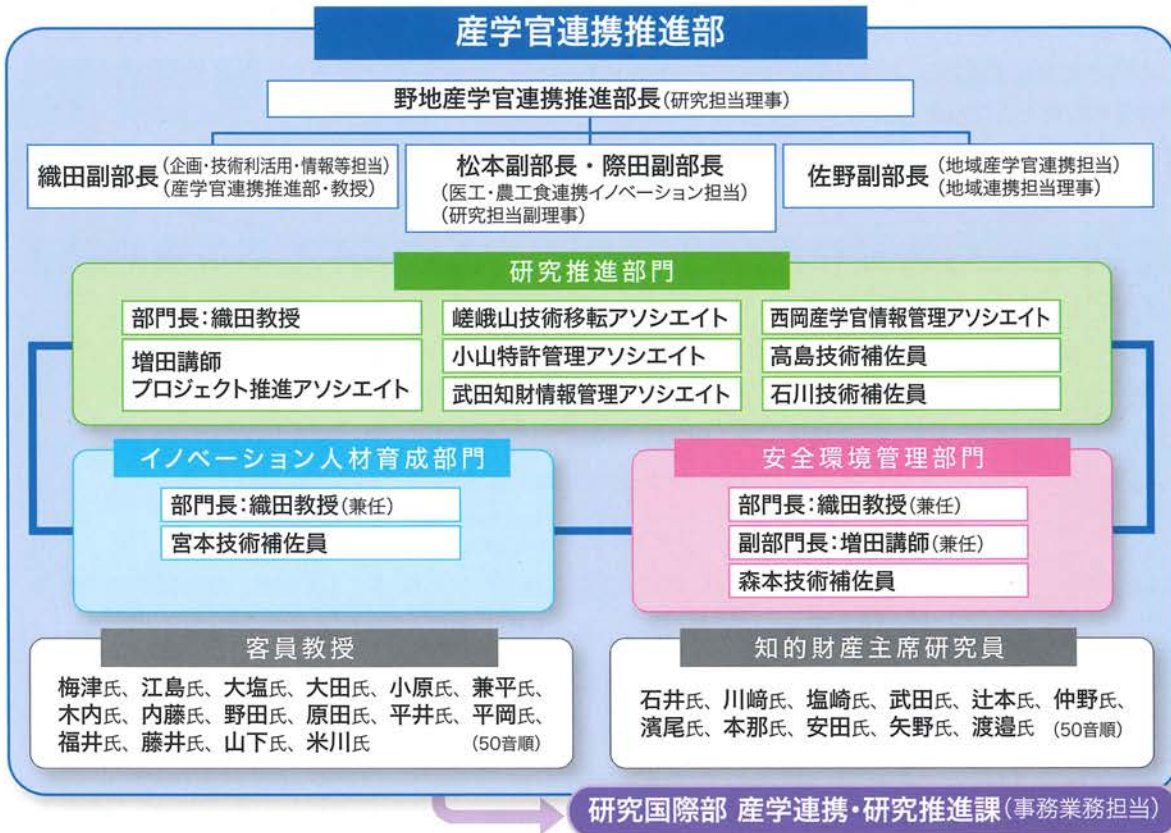 産学官連携推進部
野地産学官連携推進部長(研究担当理事)
織田副部長(企画・技術利活用・情報等担当)
(産学官連携推進部・教授)
松本副部長・際田副部長
(医工・農工食連携イノベーション担当)
(研究担当副理事)
佐野副部長(地域産学官連携担当)
(地域連携担当理事)
研究推進部門
部門長:織田教授
増田講師
プロジェクト推進アソシエイト
嵯峨山技術移転アソシエイト
小山特許管理アソシエイト
武田知財情報管理アソシエイト
西岡産学官情報管理アソシエイト
高島技術補佐員
石川技術補佐員
イノベーション人材育成部門
部門長:織田教授(兼任)
宮本技術補佐員
安全環境管理部門
部門長:織田教授(兼任)
副部門長:増田講師(兼任)
森本技術補佐員
客員教授
梅津氏、江島氏、大塩氏、大田氏、小原氏、兼平氏、
木内氏、内藤氏、野田氏、原田氏、平井氏、平岡氏、
福井氏、藤井氏、山下氏、米川氏 (50音順)
知的財産主席研究員
石井氏、川﨑氏、塩崎氏、武田氏、辻本氏、仲野氏、
濱尾氏、本那氏、安田氏、矢野氏、渡邉氏 (50音順)
研究国際部 産学連携・研究推進課(事務業務担当)